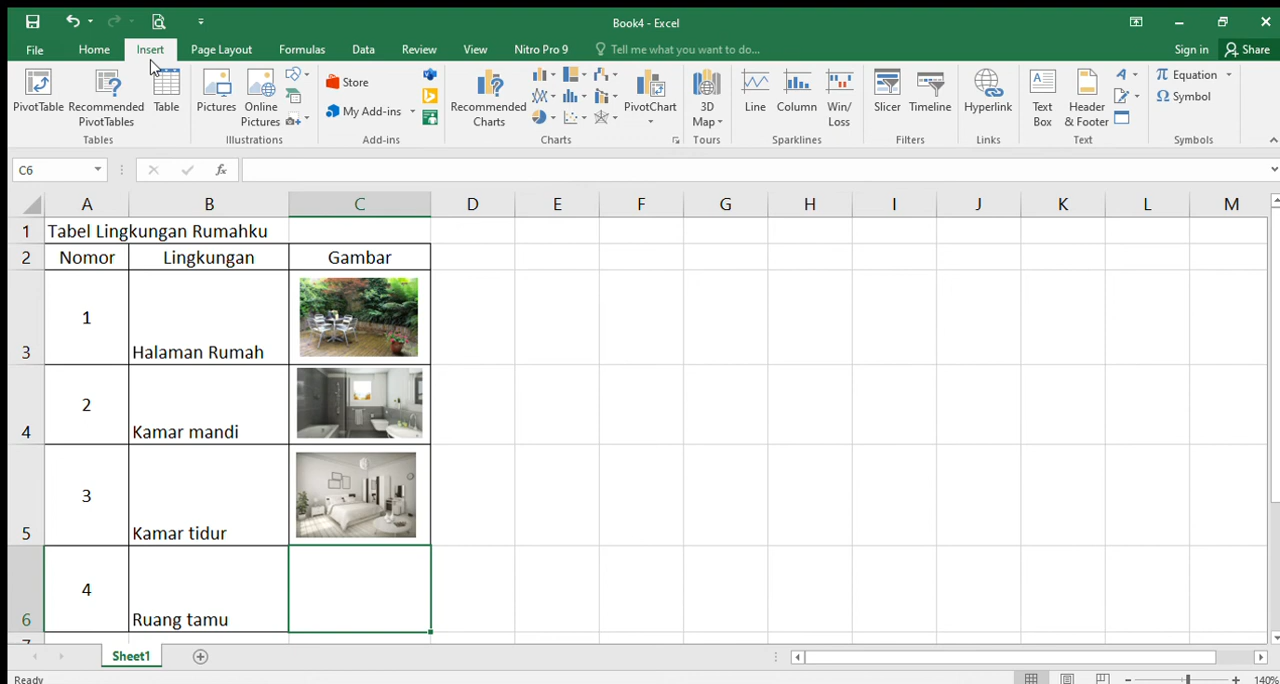 Book4 - Excel
File Home Insert Page Layout Formulas Data Review View Nitro Pro 9 Tell me what you want to do... Sign in Share
PivotTable Recommended PivotTables Table
Tables
Pictures Online Pictures
Illustrations
Store
My Add-ins
Add-ins
Recommended Charts PivotChart
Charts
3D Map
Tours
Line Column Win/ Loss
Sparklines
Slicer Timeline
Filters
Hyperlink
Links
Text Box Header & Footer
Text
Equation
Symbol
Symbols
C6 fx
A B C D E F G H I J K L M
1 Tabel Lingkungan Rumahku
2 Nomor Lingkungan Gambar
3 1 Halaman Rumah
4 2 Kamar mandi
5 3 Kamar tidur
6 4 Ruang tamu
Sheet1
Ready 140%